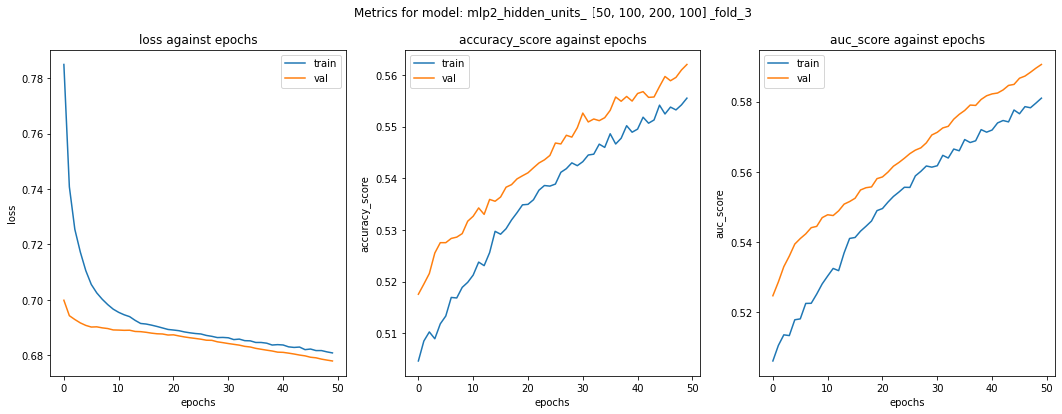 Metrics for model: mlp2_hidden_units_ [50, 100, 200, 100] _fold_3
loss against epochs
train
val
0.78
0.76
0.74
0.72
0.70
0.68
loss
0
10
20
30
40
50
epochs
accuracy_score against epochs
train
val
0.56
0.55
0.54
0.53
0.52
0.51
accuracy_score
0
10
20
30
40
50
epochs
auc_score against epochs
train
val
0.58
0.56
0.54
0.52
auc_score
0
10
20
30
40
50
epochs